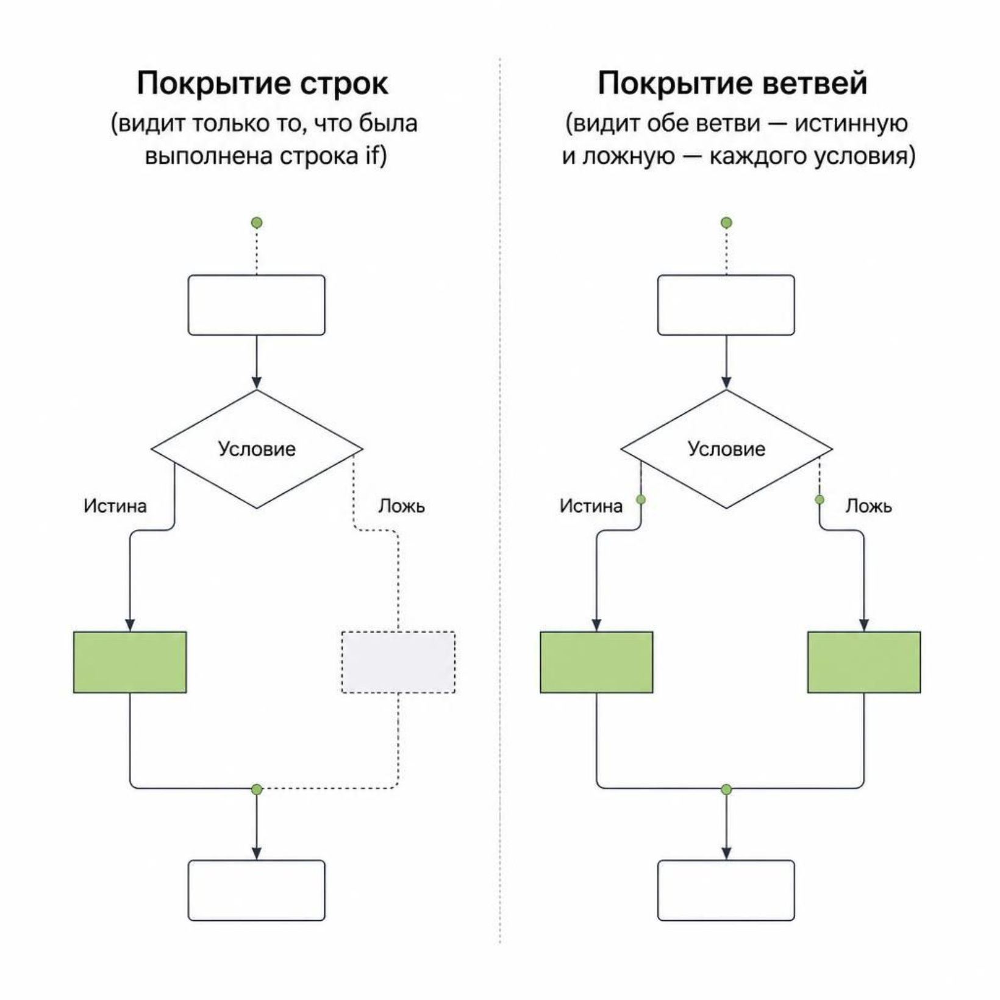 Покрытие строк
(видит только то, что была
выполнена строка if)
Условие
Истина
Ложь
Покрытие ветвей
(видит обе ветви — истинную
и ложную — каждого условия)
Условие
Истина
Ложь